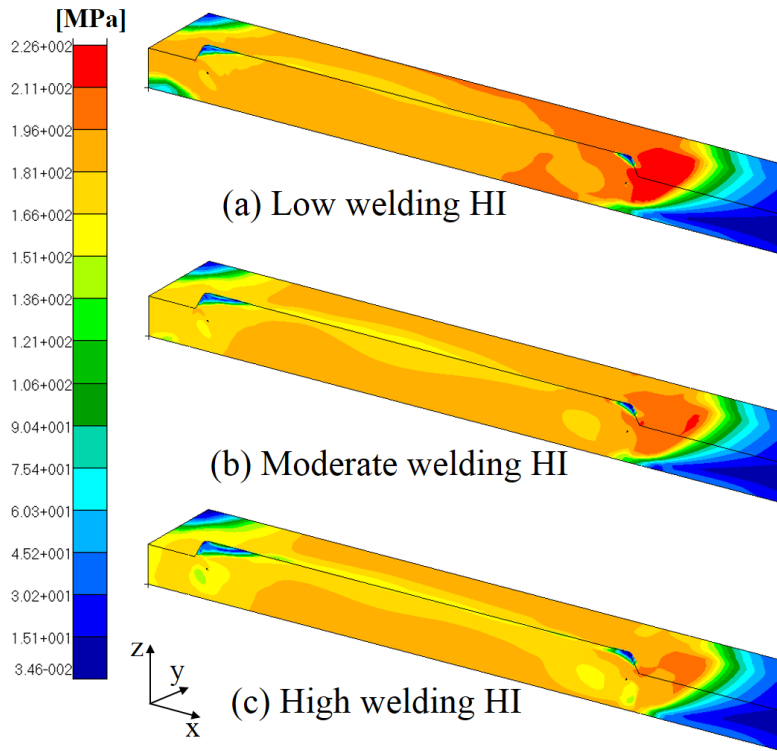 [MPa]
2.26+002
2.11+002
1.96+002
1.81+002
1.66+002
1.51+002
1.36+002
1.21+002
1.06+002
9.04+001
7.54+001
6.03+001
4.52+001
3.02+001
1.51+001
3.46-002
(a) Low welding HI
(b) Moderate welding HI
(c) High welding HI
z
y
x